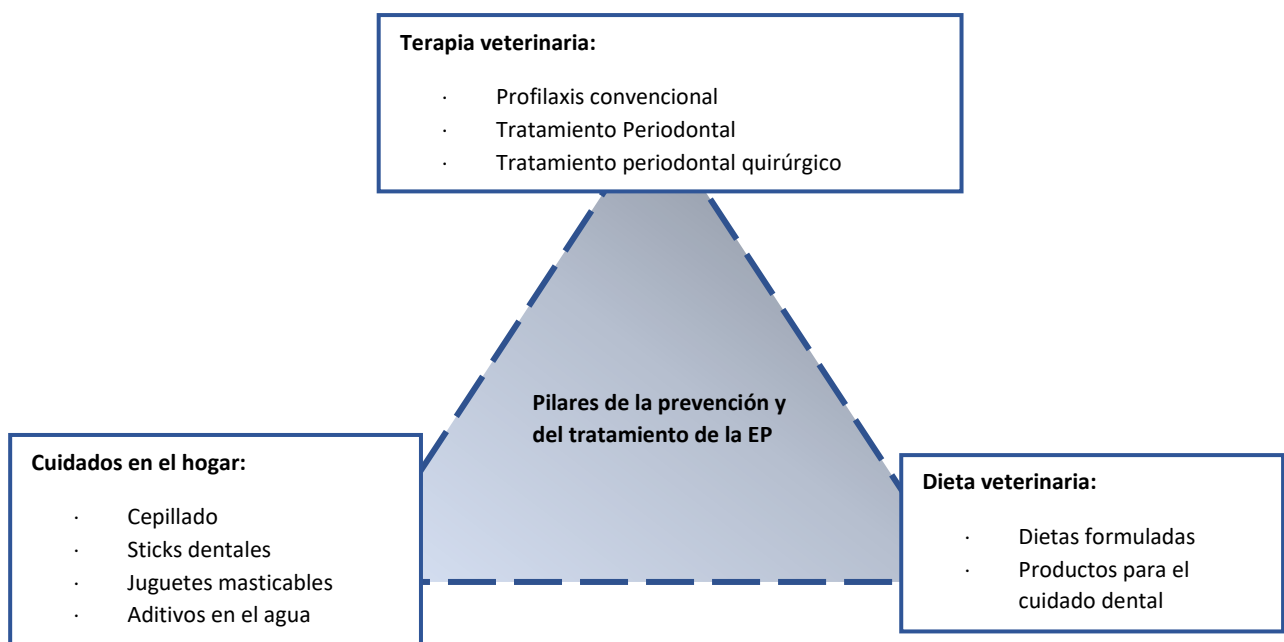 Terapia veterinaria:
· Profilaxis convencional
· Tratamiento Periodontal
· Tratamiento periodontal quirúrgico
Pilares de la prevención y
del tratamiento de la EP
Cuidados en el hogar:
· Cepillado
· Sticks dentales
· Juguetes masticables
· Aditivos en el agua
Dieta veterinaria:
· Dietas formuladas
· Productos para el
cuidado dental